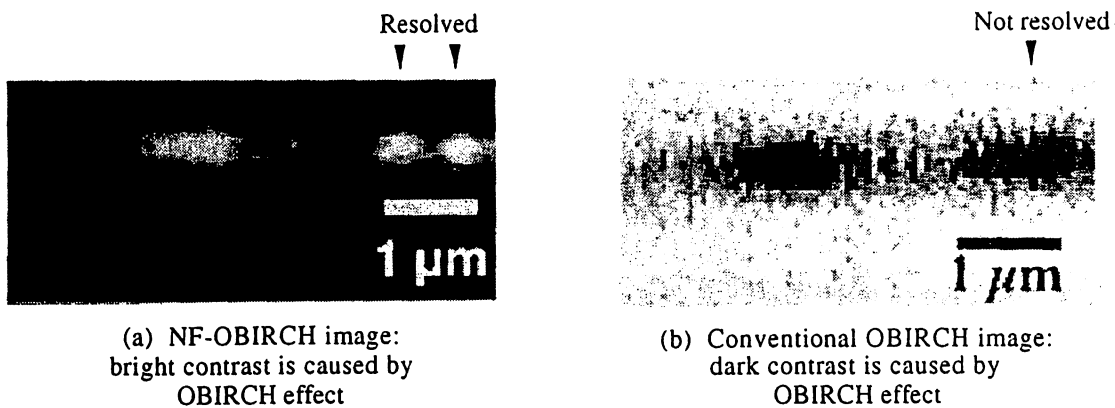 Resolved
1 μm
(a) NF-OBIRCH image:
bright contrast is caused by
OBIRCH effect
Not resolved
1 μm
(b) Conventional OBIRCH image:
dark contrast is caused by
OBIRCH effect